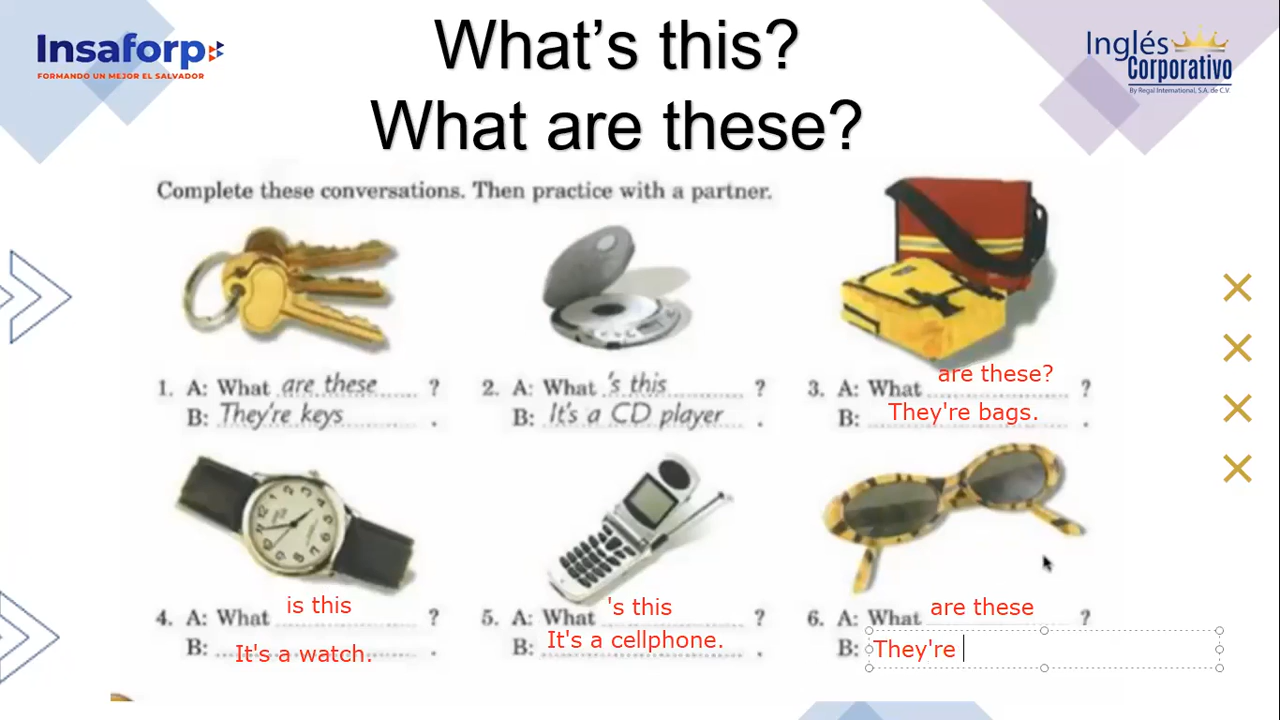 Insaforp
FORMANDO UN MEJOR EL SALVADOR
What's this?
What are these?
Inglés
Corporativo
By Regal International, S.A. de C.V.
Complete these conversations. Then practice with a partner.
1. A: What are these ?
B: They're keys .
2. A: What 's this ?
B: It's a CD player .
3. A: What are these? ?
B: They're bags. .
4. A: What is this ?
B: It's a watch. .
5. A: What 's this ?
B: It's a cellphone. .
6. A: What are these ?
B: They're